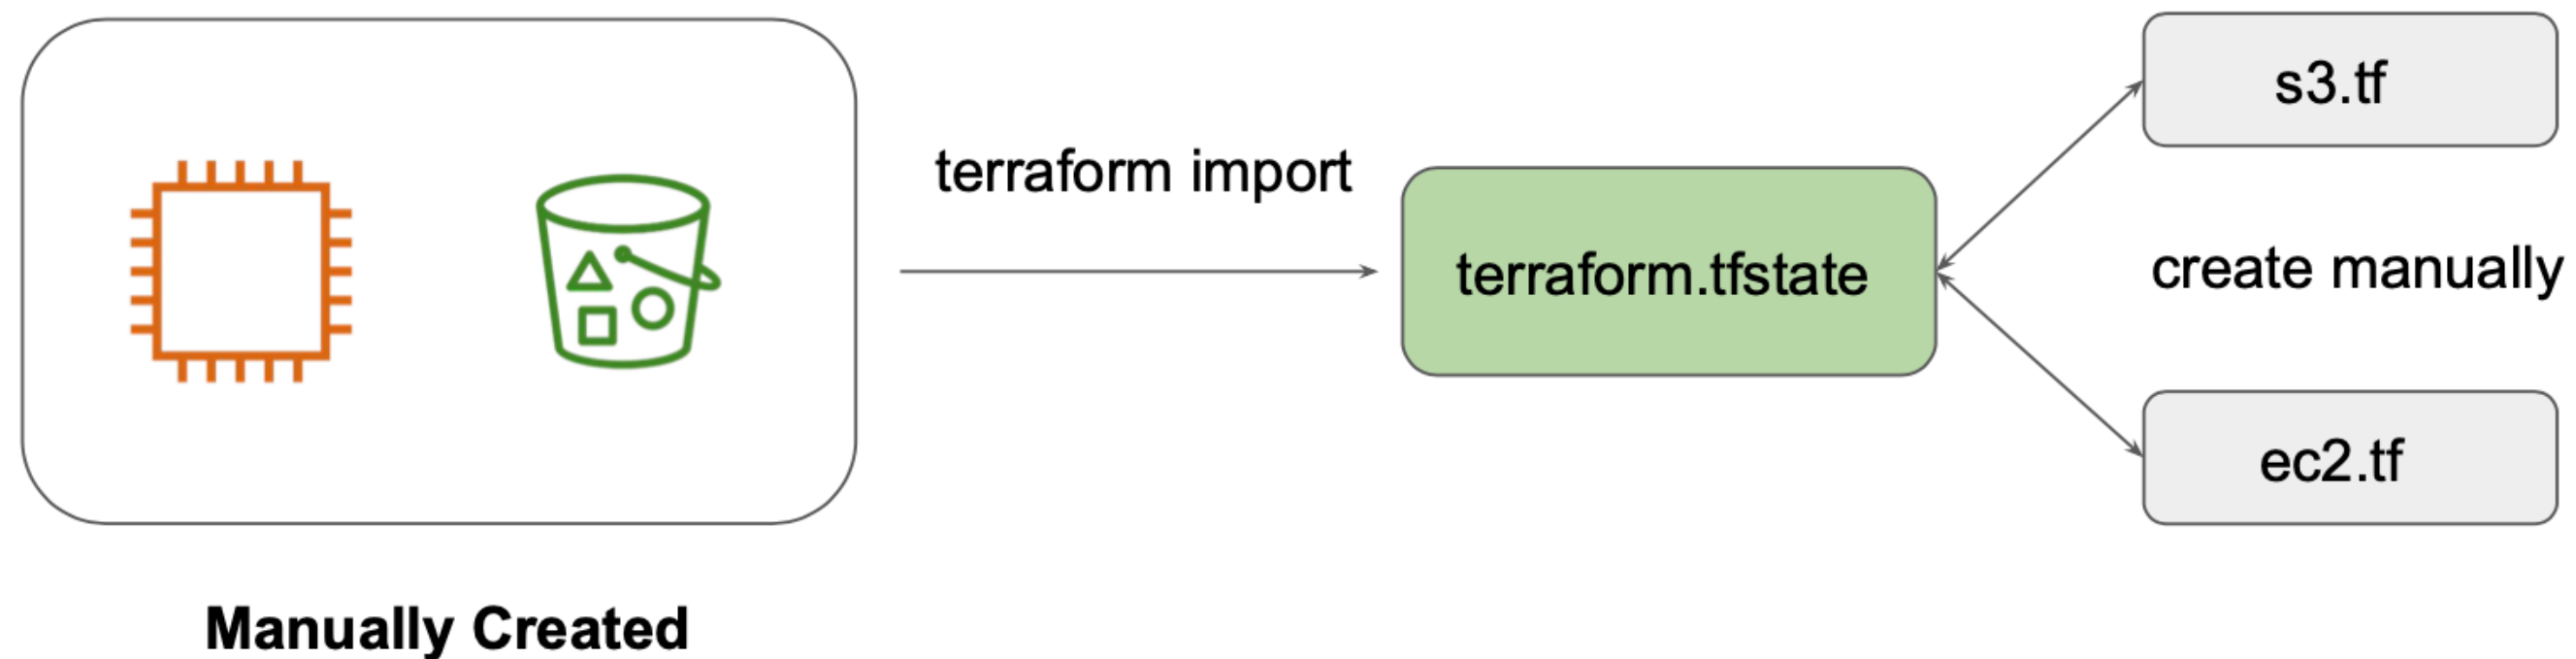 terraform import
terraform.tfstate
s3.tf
create manually
ec2.tf
Manually Created